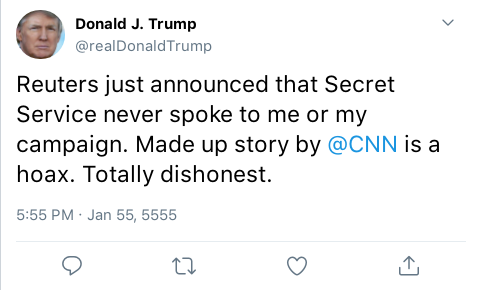 Donald J. Trump
@realDonaldTrump
Reuters just announced that Secret
Service never spoke to me or my
campaign. Made up story by @CNN is a
hoax. Totally dishonest.
5:55 PM · Jan 55, 5555